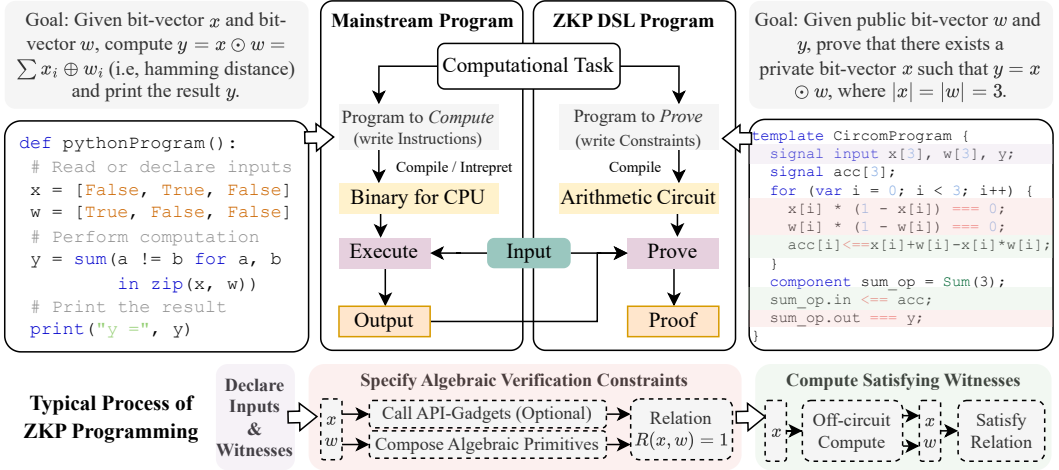 Goal: Given bit-vector x and bit-
vector w, compute y = x ⊙ w =
∑ xᵢ ⊕ wᵢ (i.e, hamming distance)
and print the result y.
def pythonProgram():
# Read or declare inputs
x = [False, True, False]
w = [True, False, False]
# Perform computation
y = sum(a != b for a, b
in zip(x, w))
# Print the result
print("y =", y)
Mainstream Program
ZKP DSL Program
Computational Task
Program to Compute
(write Instructions)
Program to Prove
(write Constraints)
Compile / Intrepret
Compile
Binary for CPU
Arithmetic Circuit
Execute
Input
Prove
Output
Proof
Goal: Given public bit-vector w and
y, prove that there exists a
private bit-vector x such that y = x
⊙ w, where |x| = |w| = 3.
template CircomProgram {
signal input x[3], w[3], y;
signal acc[3];
for (var i = 0; i < 3; i++) {
x[i] * (1 - x[i]) === 0;
w[i] * (1 - w[i]) === 0;
acc[i]<==x[i]+w[i]-x[i]*w[i];
}
component sum_op = Sum(3);
sum_op.in <== acc;
sum_op.out === y;
}
Typical Process of
ZKP Programming
Declare
Inputs
&
Witnesses
Specify Algebraic Verification Constraints
x
w
Call API-Gadgets (Optional)
Compose Algebraic Primitives
Relation
R(x, w) = 1
Compute Satisfying Witnesses
x
Off-circuit
Compute
x
w
Satisfy
Relation